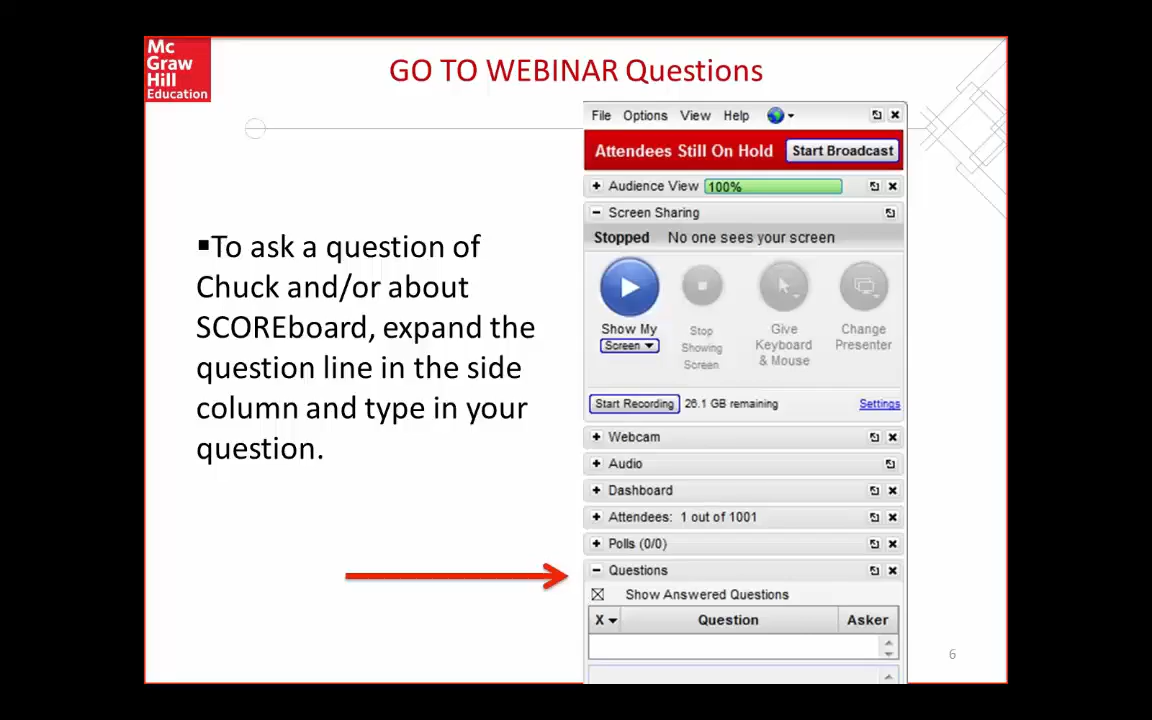 Mc
Graw
Hill
Education
GO TO WEBINAR Questions
▪To ask a question of
Chuck and/or about
SCOREboard, expand the
question line in the side
column and type in your
question.
File Options View Help
Attendees Still On Hold Start Broadcast
Audience View 100%
Screen Sharing
Stopped No one sees your screen
Show My
Screen
Stop
Showing
Screen
Give
Keyboard
& Mouse
Change
Presenter
Start Recording 26.1 GB remaining Settings
Webcam
Audio
Dashboard
Attendees: 1 out of 1001
Polls (0/0)
Questions
Show Answered Questions
X Question Asker
6